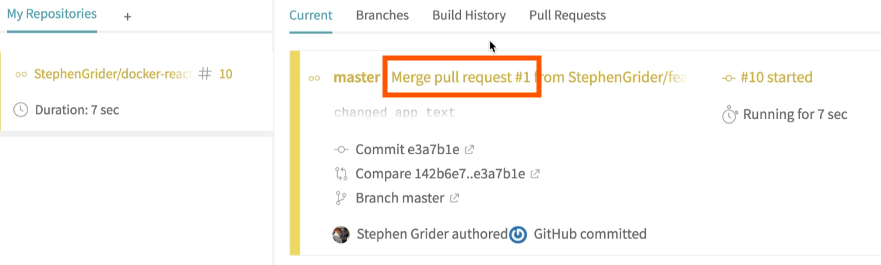 My Repositories +
Current Branches Build History Pull Requests
StephenGrider/docker-react # 10
Duration: 7 sec
master Merge pull request #1 from StephenGrider/fea
#10 started
changed app text
Running for 7 sec
Commit e3a7b1e
Compare 142b6e7..e3a7b1e
Branch master
Stephen Grider authored GitHub committed